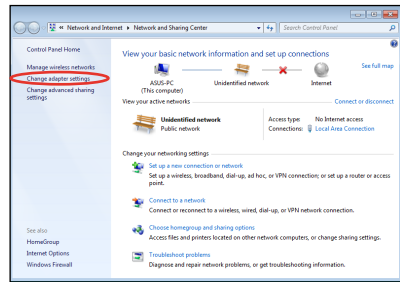 Network and Internet
Network and Sharing Center
Search Control Panel
Control Panel Home
Manage wireless networks
Change adapter settings
Change advanced sharing
settings
View your basic network information and set up connections
See full map
ASUS-PC
(This computer)
Unidentified network
Internet
View your active networks
Connect or disconnect
Unidentified network
Public network
Access type:
No Internet access
Connections:
Local Area Connection
Change your networking settings
Set up a new connection or network
Set up a wireless, broadband, dial-up, ad hoc, or VPN connection; or set up a router or access
point.
Connect to a network
Connect or reconnect to a wireless, wired, dial-up, or VPN network connection.
Choose homegroup and sharing options
Access files and printers located on other network computers, or change sharing settings.
Troubleshoot problems
Diagnose and repair network problems, or get troubleshooting information.
See also
HomeGroup
Internet Options
Windows Firewall